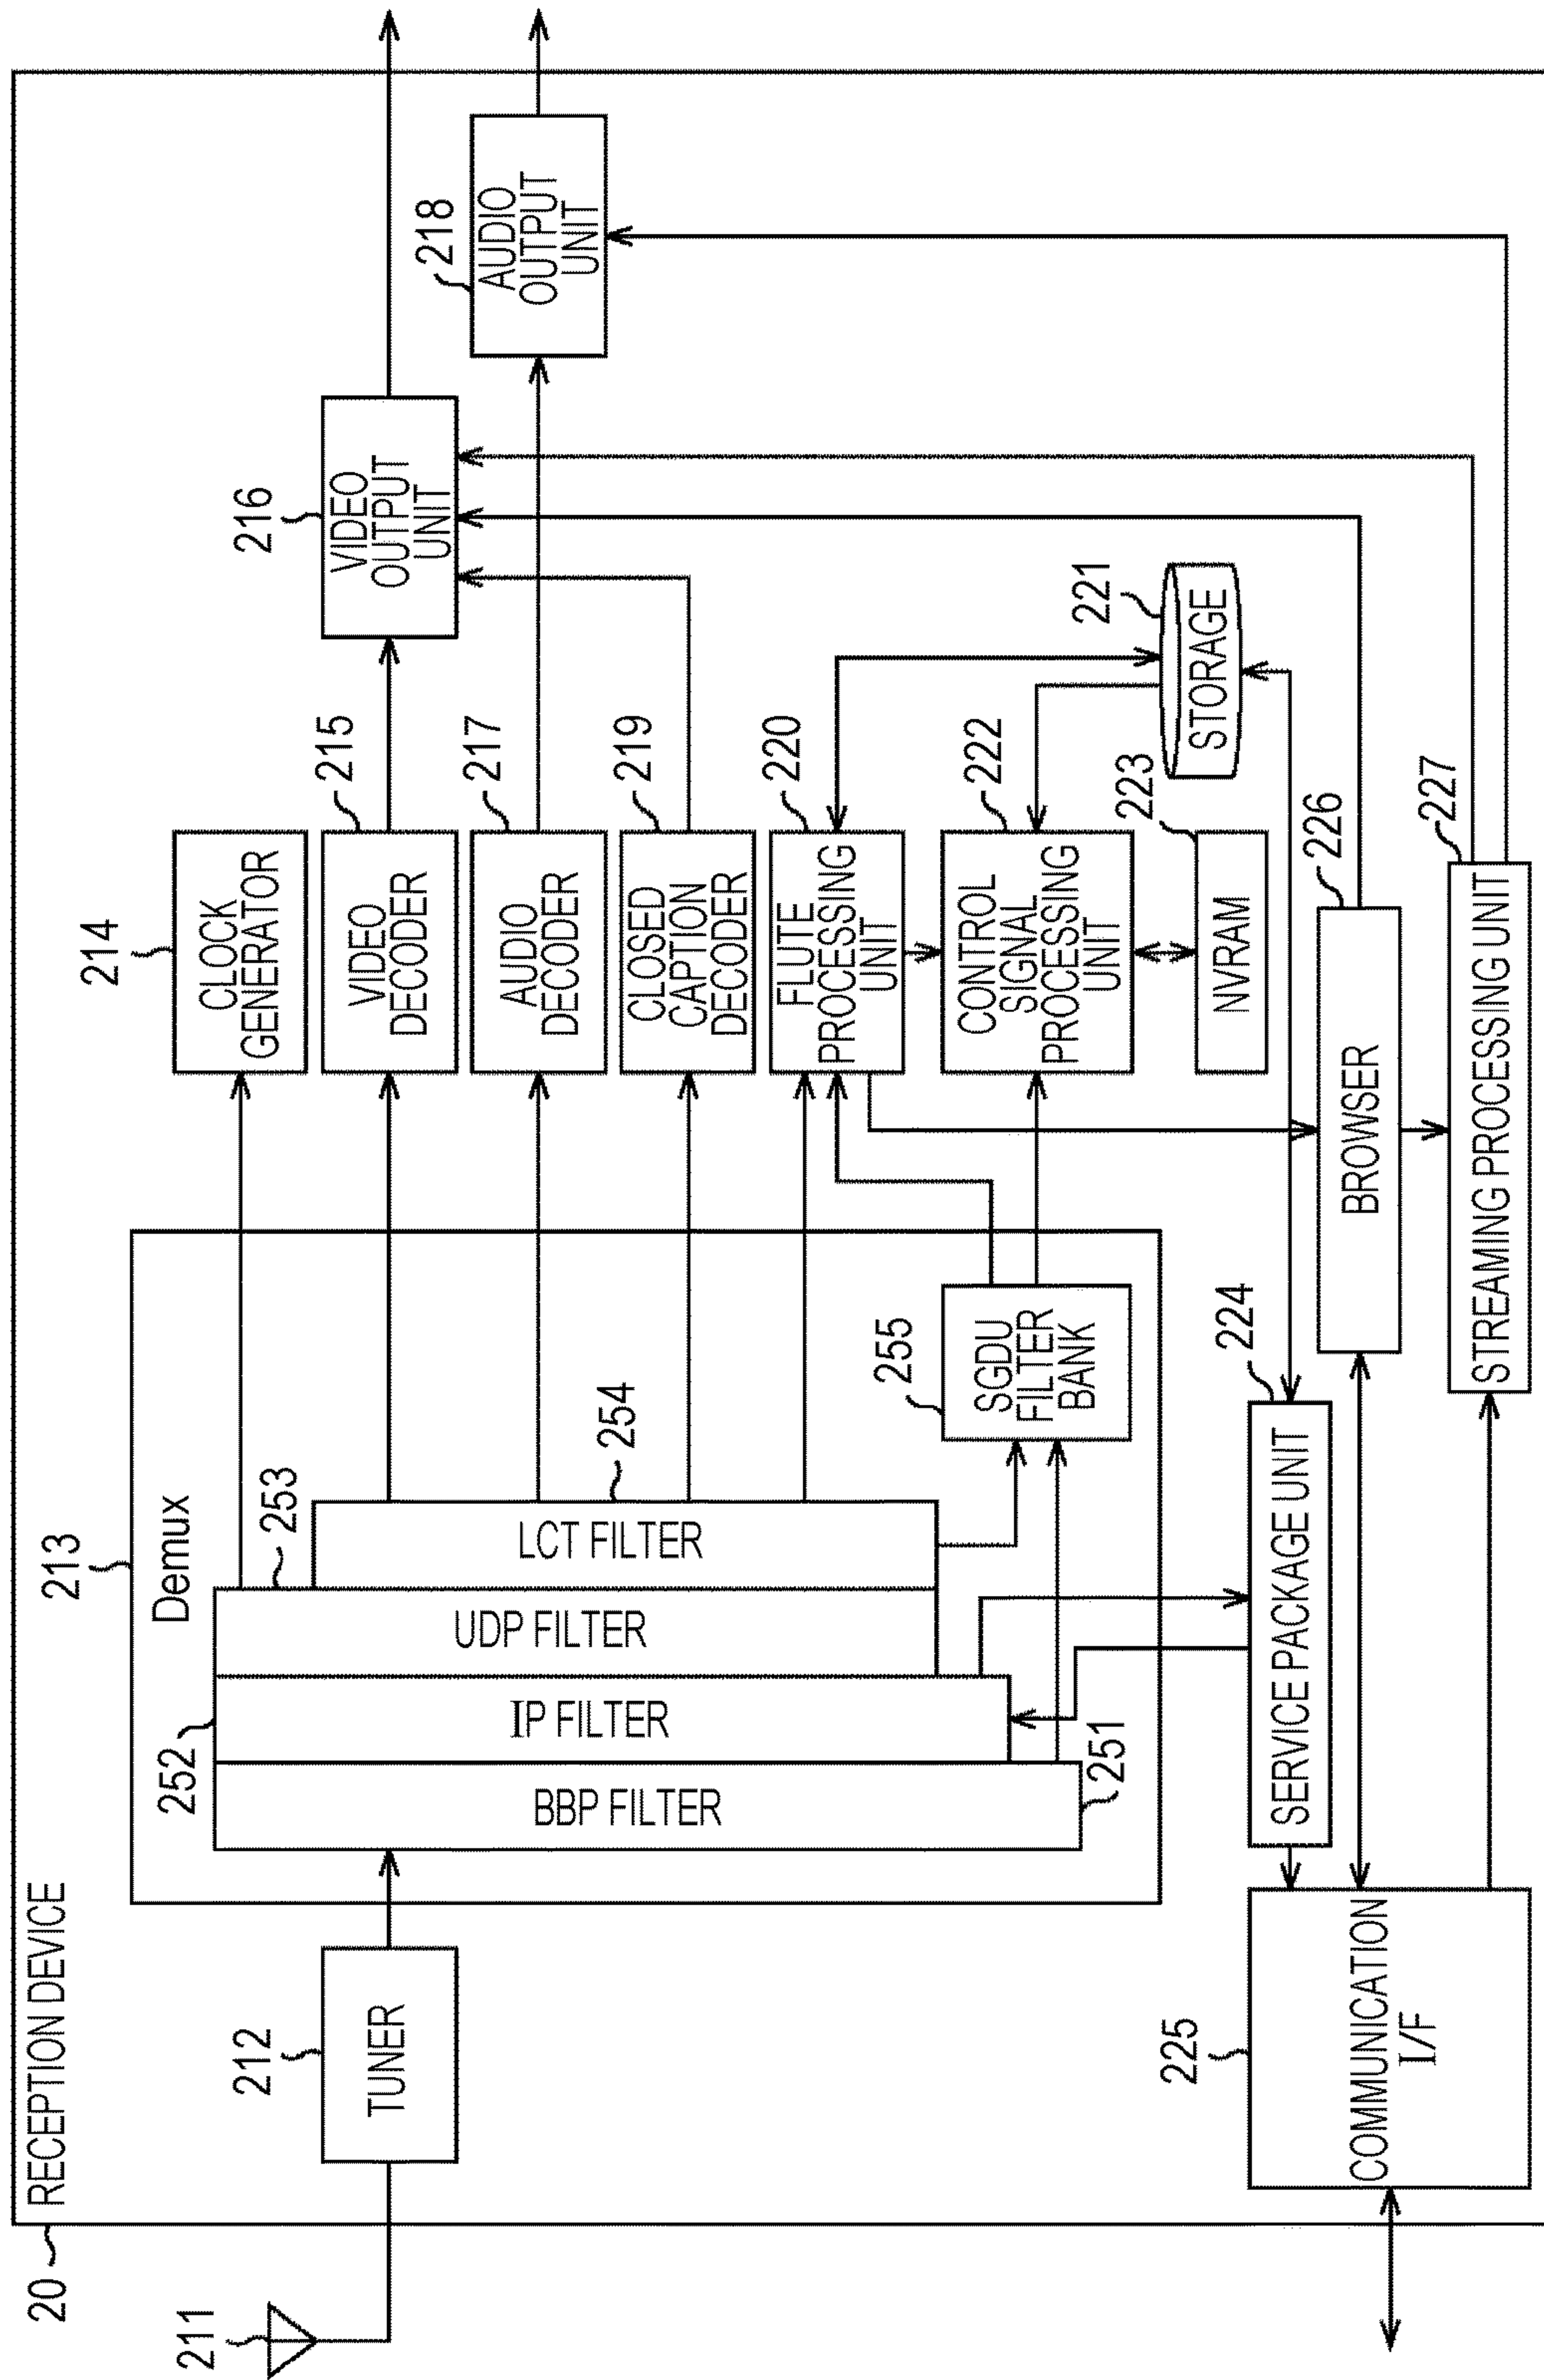 20
RECEPTION DEVICE
211
212
TUNER
213
Demux
252
BBP FILTER
251
IP FILTER
UDP FILTER
253
LCT FILTER
254
255
SGDU
FILTER
BANK
214
CLOCK
GENERATOR
215
VIDEO
DECODER
216
VIDEO
OUTPUT
UNIT
217
AUDIO
DECODER
218
AUDIO
OUTPUT
UNIT
219
CLOSED
CAPTION
DECODER
220
FLUTE
PROCESSING
UNIT
221
STORAGE
222
CONTROL
SIGNAL
PROCESSING
UNIT
223
NVRAM
224
SERVICE PACKAGE UNIT
225
COMMUNICATION
I/F
226
BROWSER
227
STREAMING PROCESSING UNIT